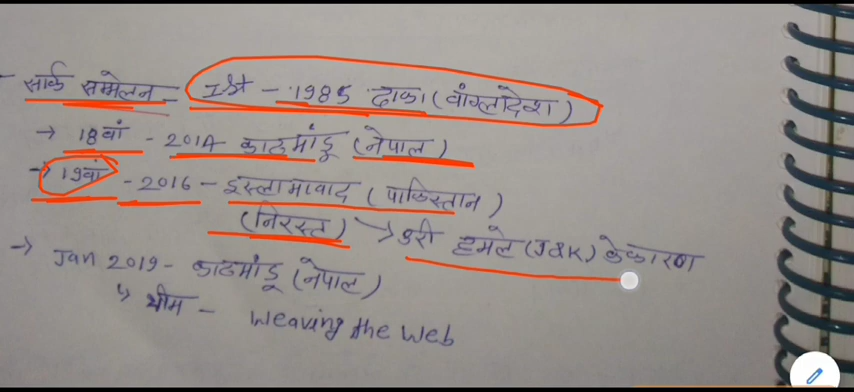 - सार्क सम्मेलन - Ist - 1985 ढाका (वांग्लादेश)
→ 18वां - 2014 काठमांडू (नेपाल)
→ 19वां - 2016 - इस्लामावाद (पाकिस्तान)
(निरस्त) → उरी हमले (J&K) के कारण
→ Jan 2019 - काठमांडू (नेपाल)
↳ थीम - Weaving the Web